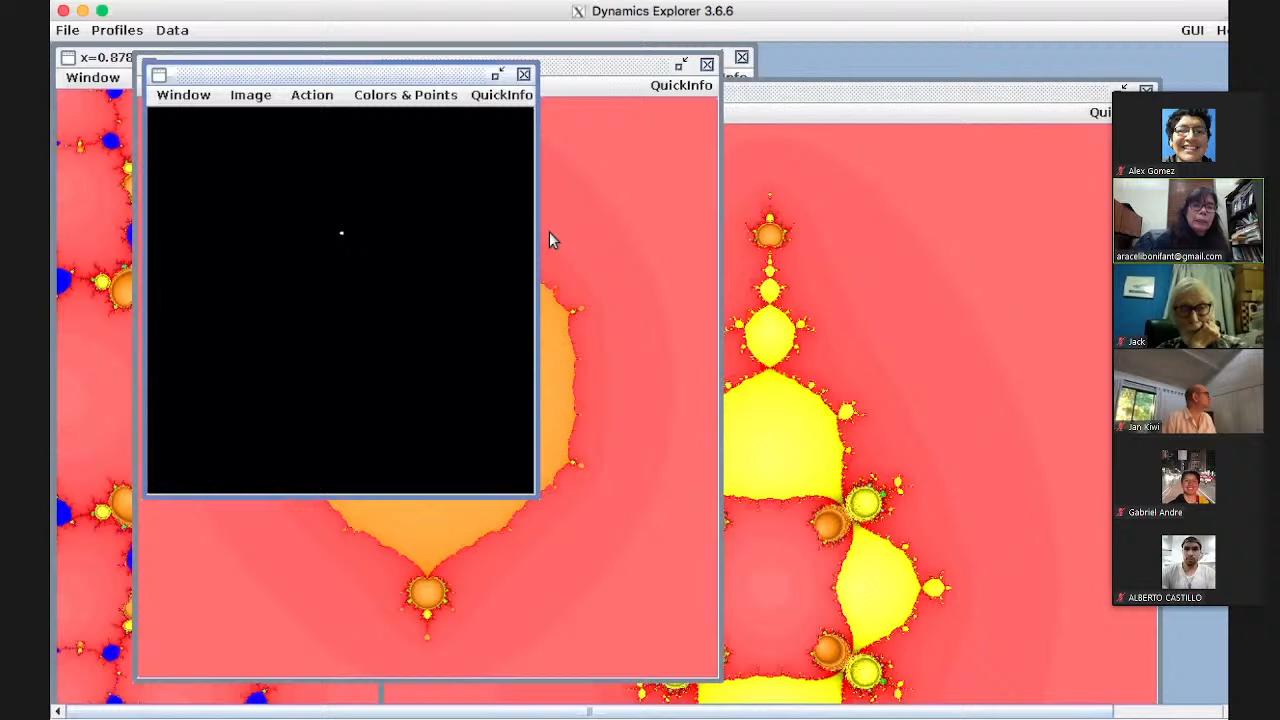 X Dynamics Explorer 3.6.6
File Profiles Data GUI
x=0.878
Window
QuickInfo
Window Image Action Colors & Points QuickInfo
Alex Gomez
aracelibonifant@gmail.com
Jack
Jan Kiwi
Gabriel Andre
ALBERTO CASTILLO